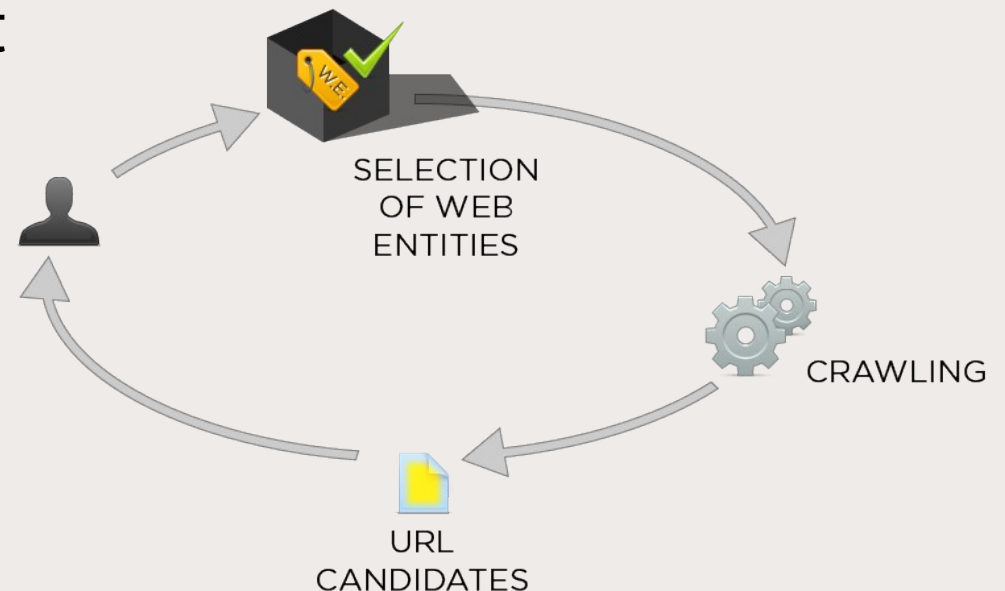 t
W.E.
SELECTION
OF WEB
ENTITIES
CRAWLING
URL
CANDIDATES